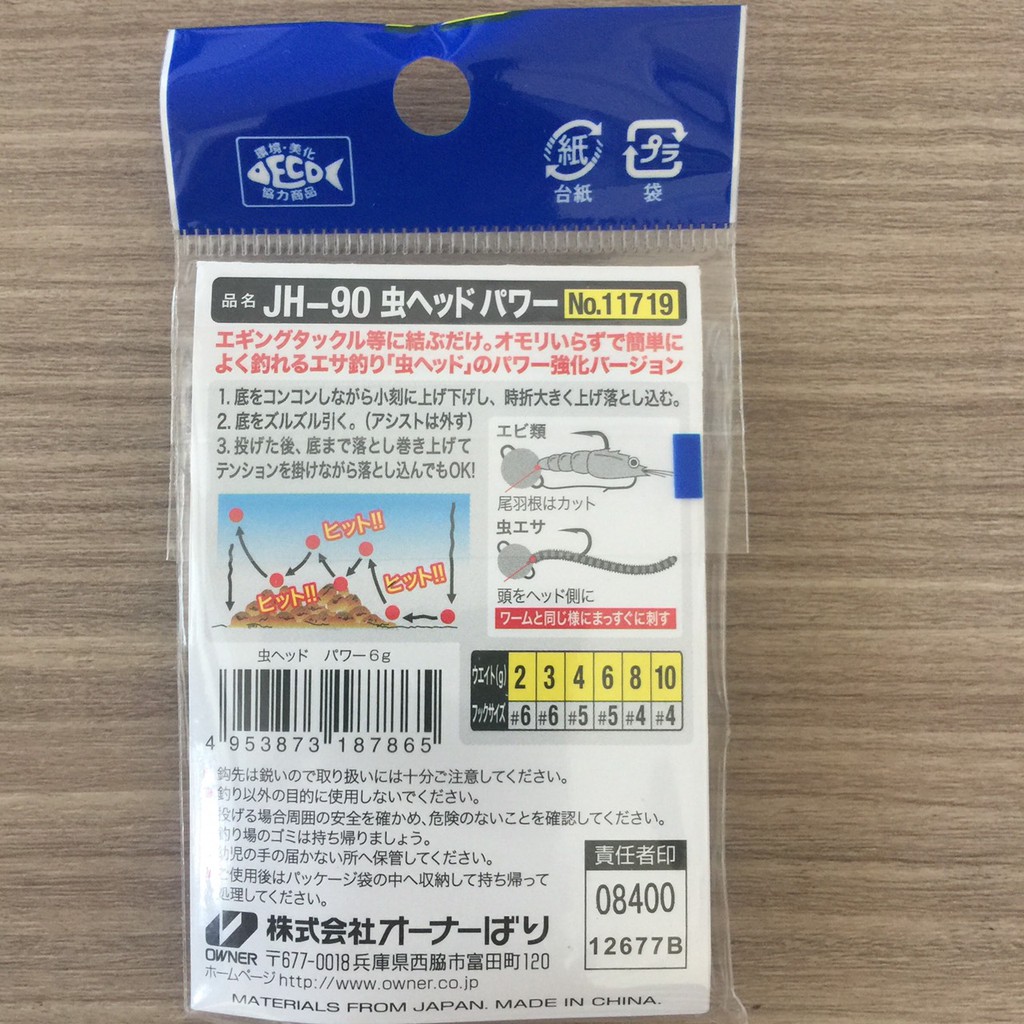 環境・美化
ECO
協力商品
紙
台紙
プラ
袋
品名 JH-90 虫ヘッド パワー No.11719
エギングタックル等に結ぶだけ。オモリいらずで簡単に
よく釣れるエサ釣り「虫ヘッド」のパワー強化バージョン
1. 底をコンコンしながら小刻に上げ下げし、時折大きく上げ落とし込む。
2. 底をズルズル引く。(アシストは外す)
3. 投げた後、底まで落とし巻き上げて
テンションを掛けながら落とし込んでもOK!
エビ類
尾羽根はカット
虫エサ
頭をヘッド側に
ワームと同じ様にまっすぐに刺す
ヒット!!
ヒット!!
ヒット!!
虫ヘッド パワー6g
4 953873 187865
ウエイト(g) 2 3 4 6 8 10
フックサイズ #6 #6 #5 #5 #4 #4
鈎先は鋭いので取り扱いには十分ご注意してください。
釣り以外の目的に使用しないでください。
投げる場合周囲の安全を確かめ、危険のないことを確認してください。
釣り場のゴミは持ち帰りましょう。
幼児の手の届かない所へ保管してください。
ご使用後はパッケージ袋の中へ収納して持ち帰って
処理してください。
責任者印
08400
12677B
OWNER
株式会社オーナーばり
〒677-0018 兵庫県西脇市富田町120
ホームページ http://www.owner.co.jp
MATERIALS FROM JAPAN. MADE IN CHINA.